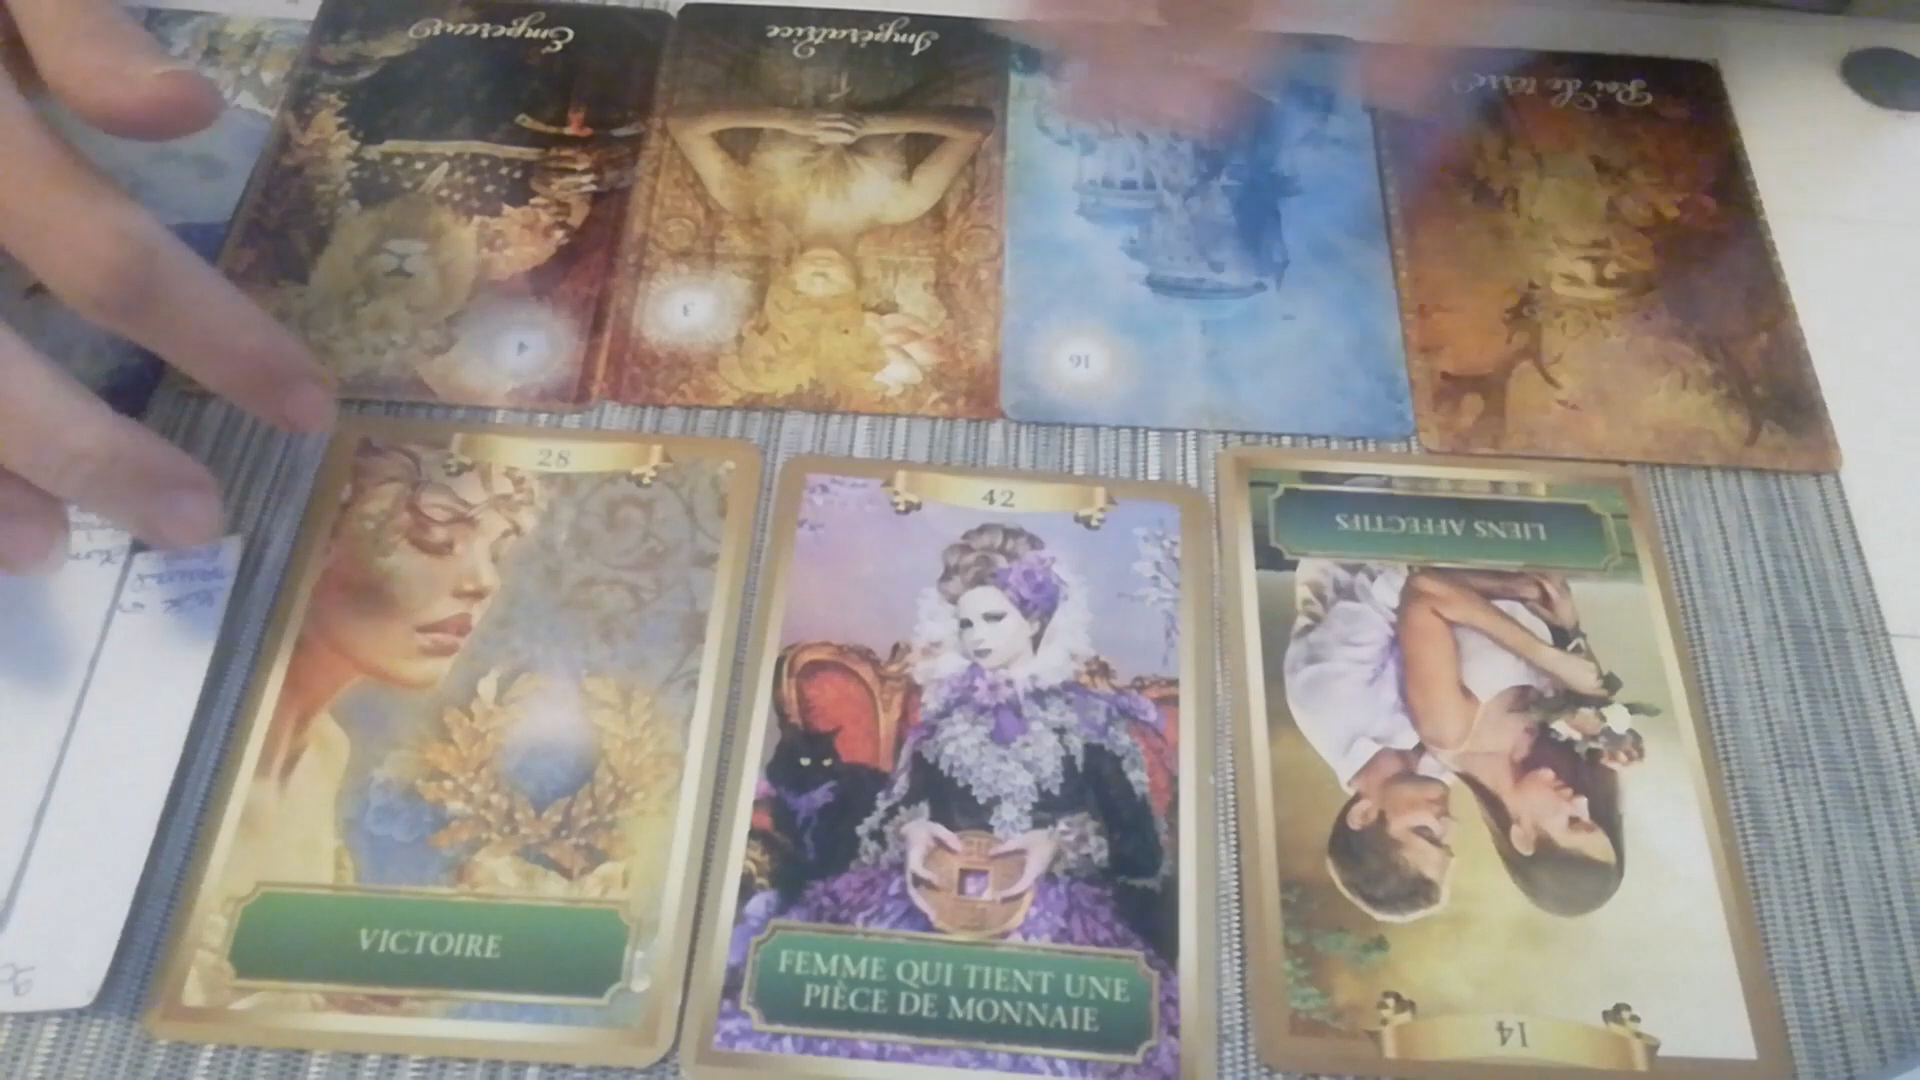 Empereur
Impératrice
Roi de terre
4
3
16
28
VICTOIRE
42
FEMME QUI TIENT UNE
PIÈCE DE MONNAIE
LIENS AFFECTIFS
14